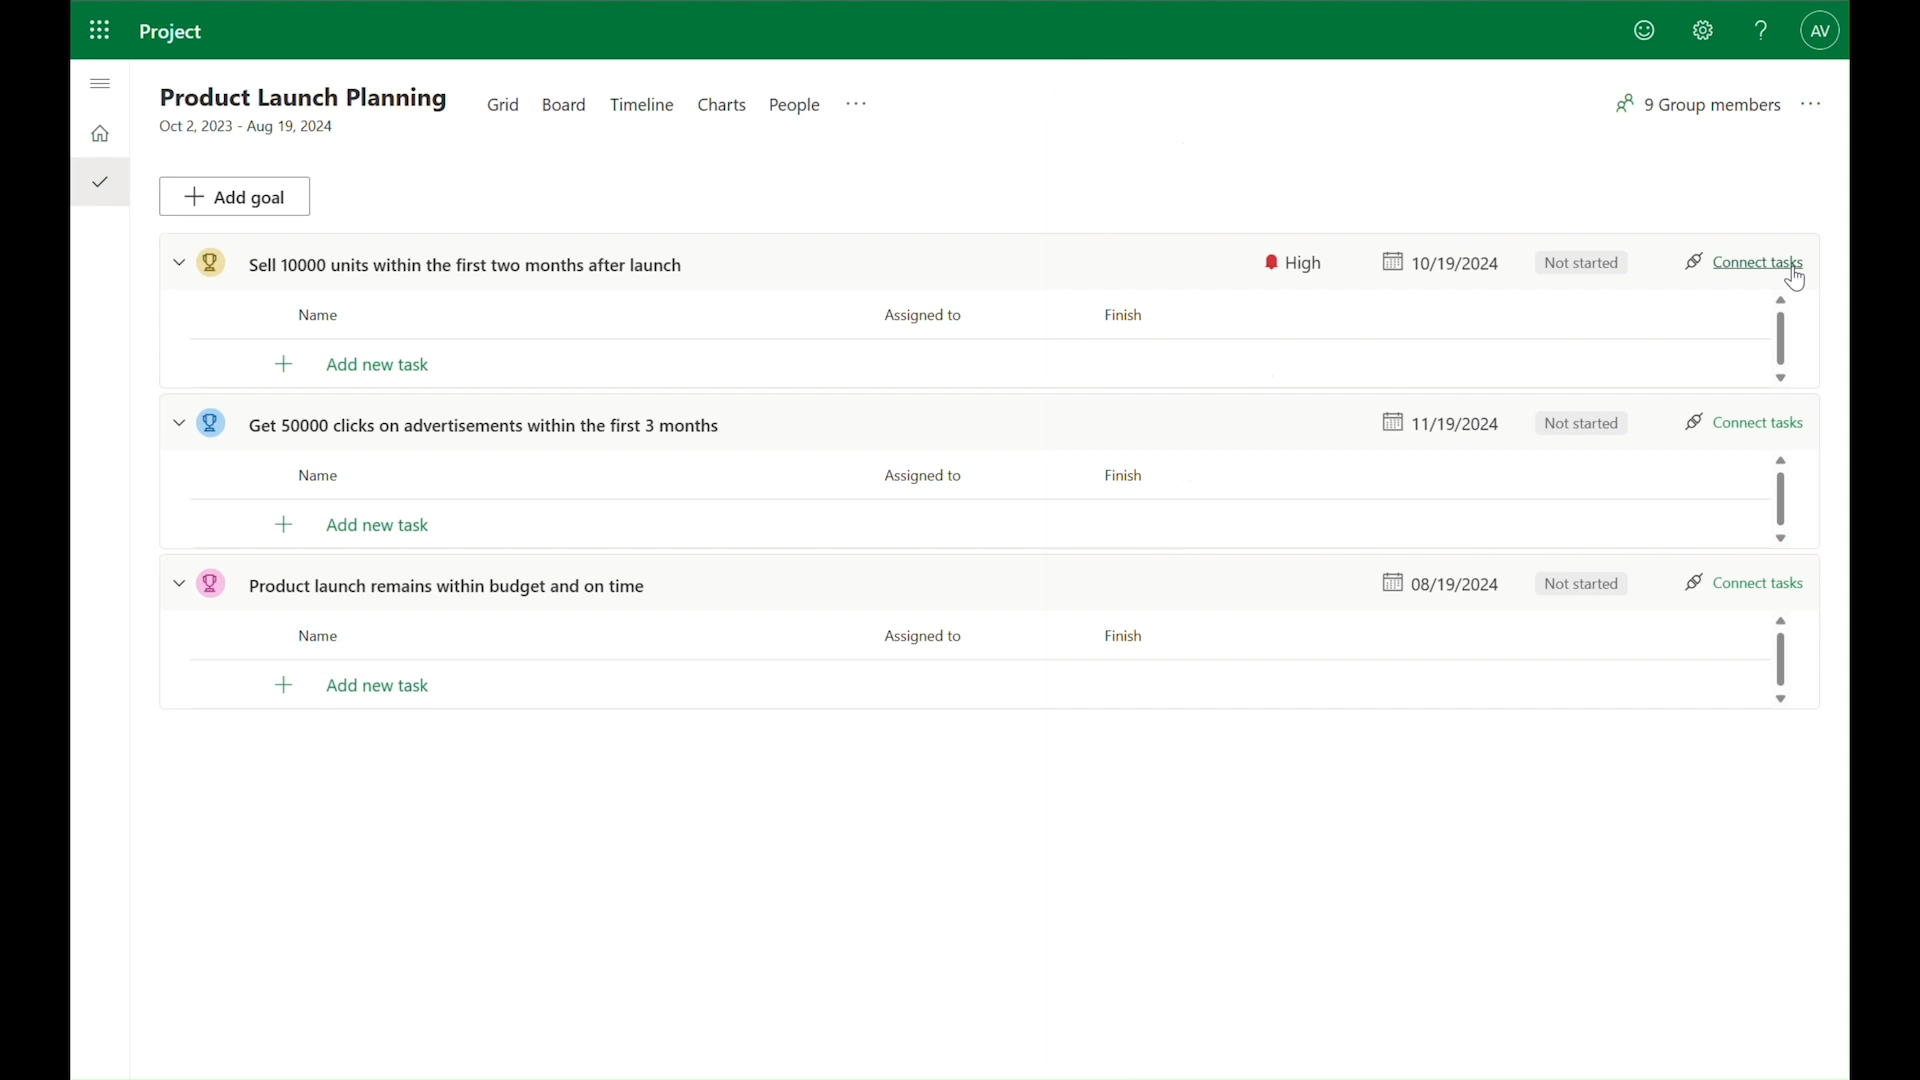 Project
AV
Product Launch Planning
Grid Board Timeline Charts People ...
9 Group members ...
Oct 2, 2023 - Aug 19, 2024
+ Add goal
Sell 10000 units within the first two months after launch High 10/19/2024 Not started Connect tasks
Name Assigned to Finish
+ Add new task
Get 50000 clicks on advertisements within the first 3 months 11/19/2024 Not started Connect tasks
Name Assigned to Finish
+ Add new task
Product launch remains within budget and on time 08/19/2024 Not started Connect tasks
Name Assigned to Finish
+ Add new task